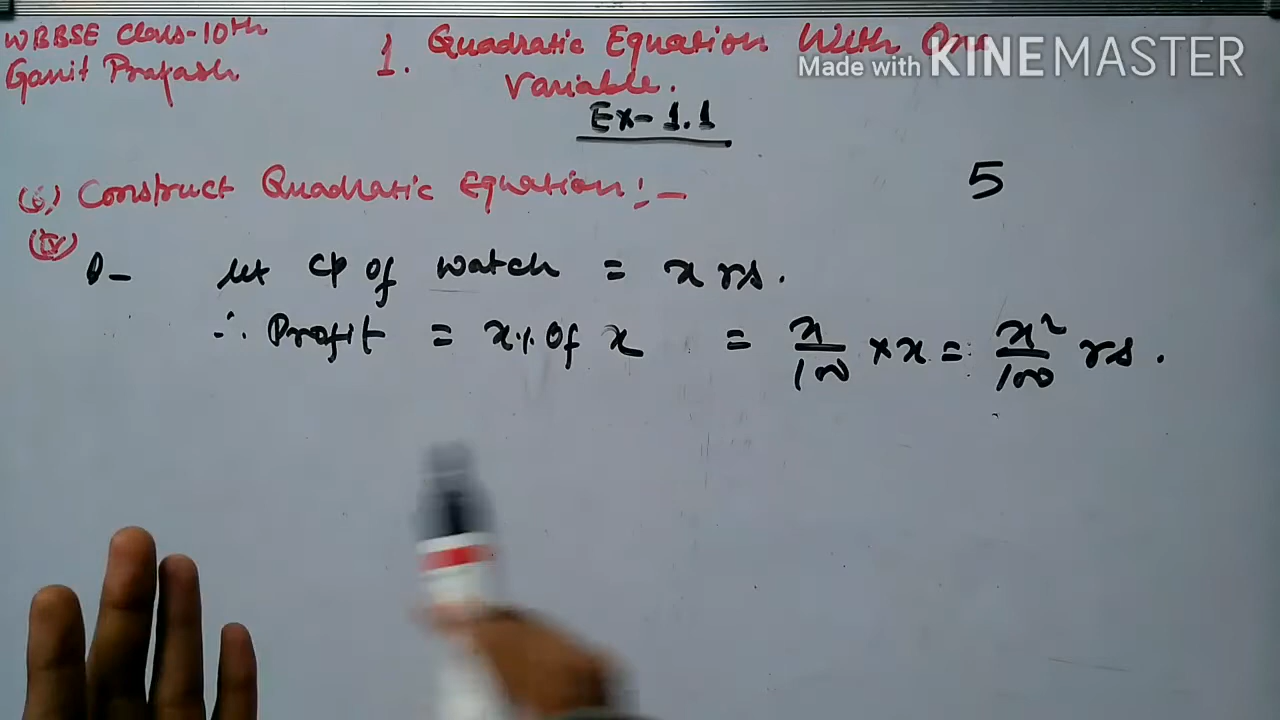 WBBSE Class-10th
Ganit Prakash
1. Quadratic Equation With One
Variable.
Made with KINEMASTER
Ex-1.1
5
(6) Construct Quadratic Equation:-
(iv)
let CP of watch = x rs.
∴ Profit = x% Of x = x/100 × x = x²/100 rs.